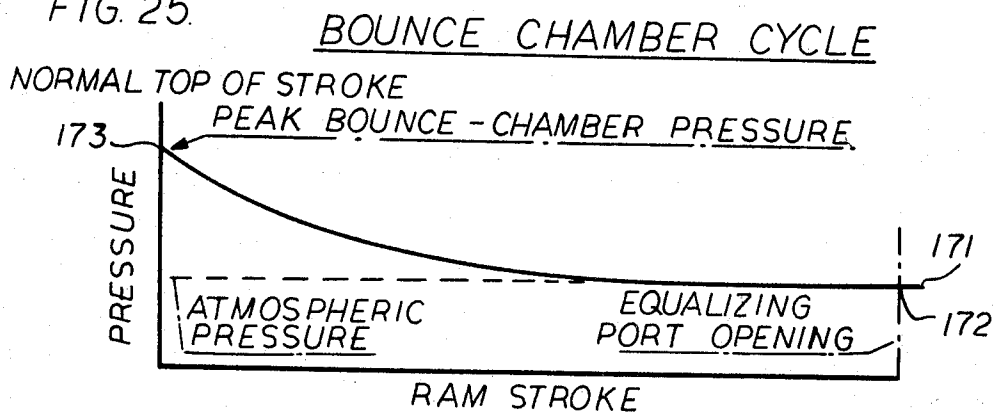 FIG. 25.
BOUNCE CHAMBER CYCLE
NORMAL TOP OF STROKE
PEAK BOUNCE-CHAMBER PRESSURE
173
PRESSURE
171
ATMOSPHERIC
PRESSURE
EQUALIZING
PORT OPENING
172
RAM STROKE